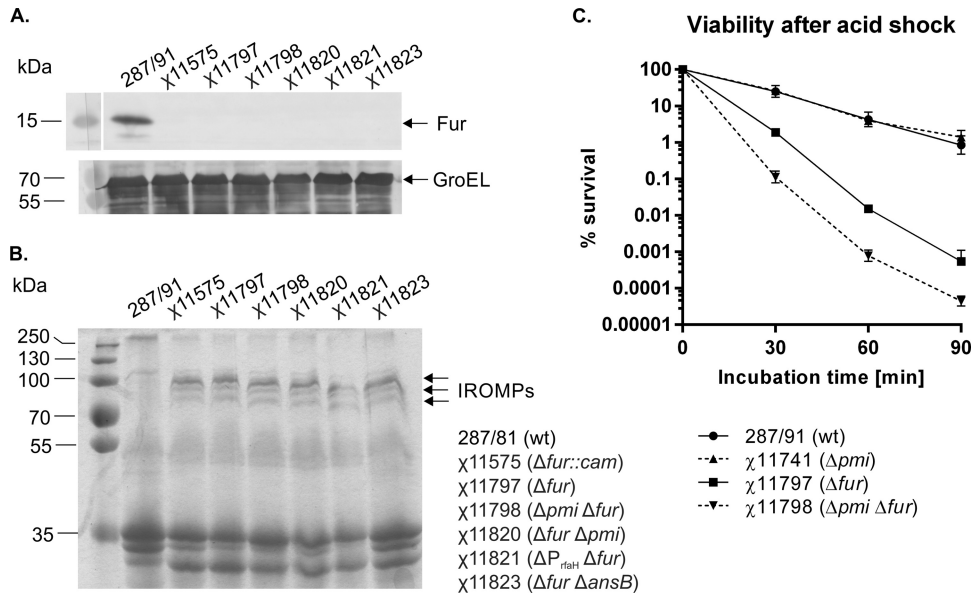 A.
kDa
287/91 χ11575 χ11797 χ11798 χ11820 χ11821 χ11823
15
Fur
70
GroEL
55
B.
kDa
287/91 χ11575 χ11797 χ11798 χ11820 χ11821 χ11823
250
130
100
IROMPs
70
55
35
287/81 (wt)
χ11575 (Δfur::cam)
χ11797 (Δfur)
χ11798 (Δpmi Δfur)
χ11820 (Δfur Δpmi)
χ11821 (ΔPrfaH Δfur)
χ11823 (Δfur ΔansB)
C.
Viability after acid shock
% survival
100
10
1
0.1
0.01
0.001
0.0001
0.00001
0 30 60 90
Incubation time [min]
287/91 (wt)
χ11741 (Δpmi)
χ11797 (Δfur)
χ11798 (Δpmi Δfur)